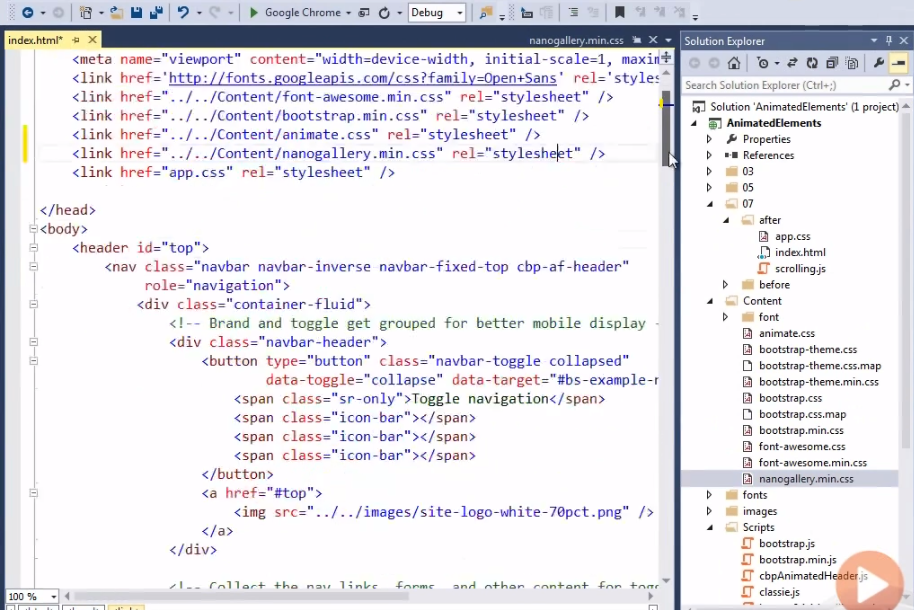 Google Chrome
Debug
index.html*
nanogallery.min.css
<meta name="viewport" content="width=device-width, initial-scale=1, maxim
<link href='http://fonts.googleapis.com/css?family=Open+Sans' rel='styles
<link href="../../Content/font-awesome.min.css" rel="stylesheet" />
<link href="../../Content/bootstrap.min.css" rel="stylesheet" />
<link href="../../Content/animate.css" rel="stylesheet" />
<link href="../../Content/nanogallery.min.css" rel="stylesheet" />
<link href="app.css" rel="stylesheet" />
</head>
<body>
<header id="top">
<nav class="navbar navbar-inverse navbar-fixed-top cbp-af-header"
role="navigation">
<div class="container-fluid">
<!-- Brand and toggle get grouped for better mobile display -
<div class="navbar-header">
<button type="button" class="navbar-toggle collapsed"
data-toggle="collapse" data-target="#bs-example-n
<span class="sr-only">Toggle navigation</span>
<span class="icon-bar"></span>
<span class="icon-bar"></span>
<span class="icon-bar"></span>
</button>
<a href="#top">
<img src="../../images/site-logo-white-70pct.png" />
</a>
</div>
<!-- Collect the nav links, forms, and other content for togg
100 %
Solution Explorer
Search Solution Explorer (Ctrl+;)
Solution 'AnimatedElements' (1 project)
AnimatedElements
Properties
References
03
05
07
after
app.css
index.html
scrolling.js
before
Content
font
animate.css
bootstrap-theme.css
bootstrap-theme.css.map
bootstrap-theme.min.css
bootstrap.css
bootstrap.css.map
bootstrap.min.css
font-awesome.css
font-awesome.min.css
nanogallery.min.css
fonts
images
Scripts
bootstrap.js
bootstrap.min.js
cbpAnimatedHeader.js
classie.js